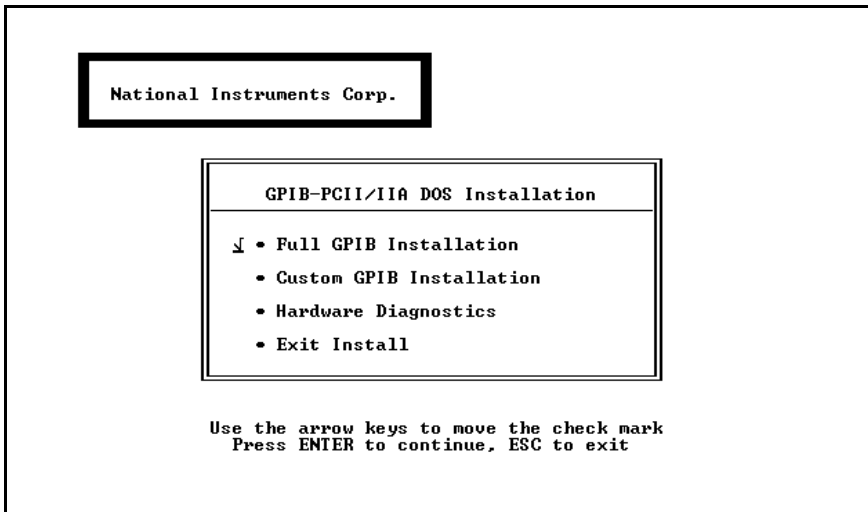 National Instruments Corp.
GPIB-PCII/IIA DOS Installation
√ • Full GPIB Installation
• Custom GPIB Installation
• Hardware Diagnostics
• Exit Install
Use the arrow keys to move the check mark
Press ENTER to continue, ESC to exit